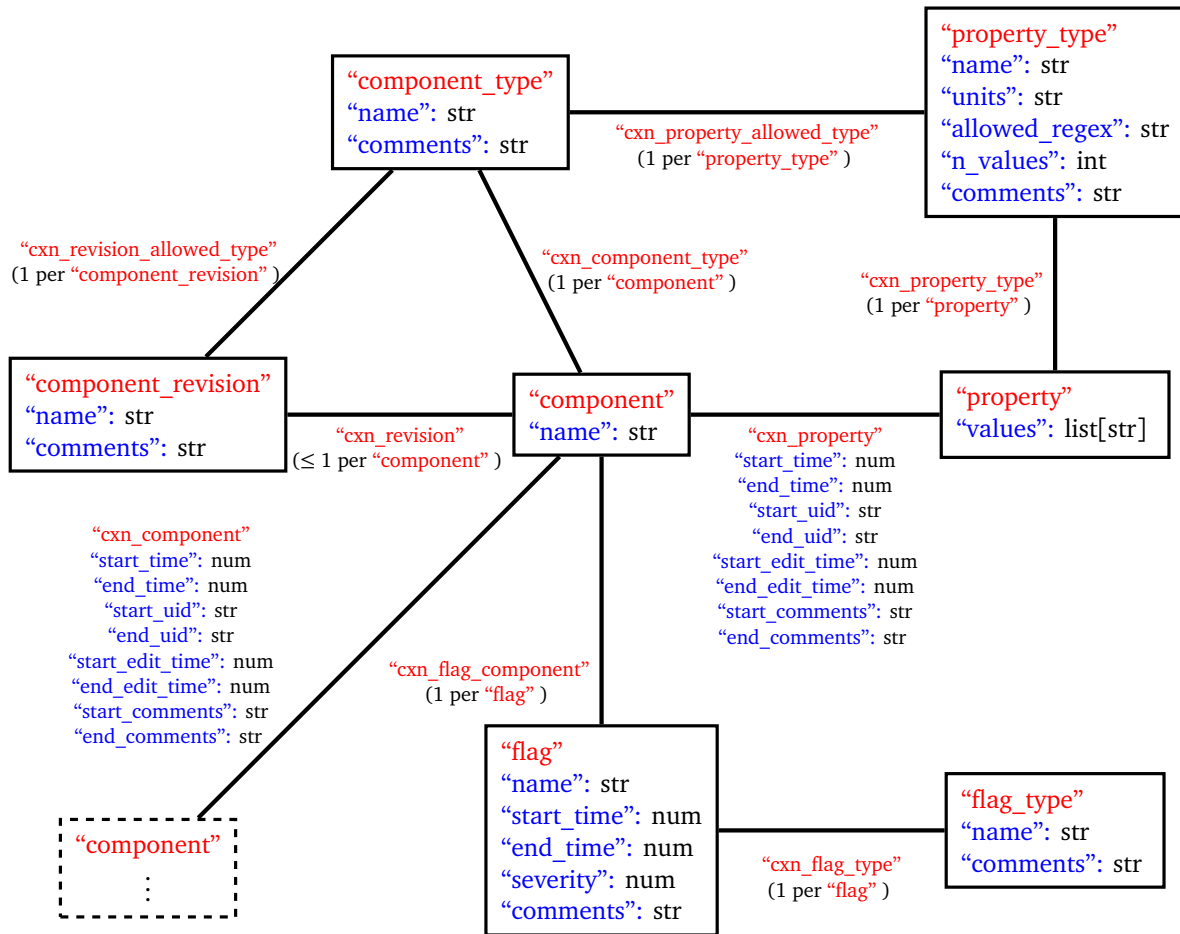 “property_type”
“name”: str
“units”: str
“allowed_regex”: str
“n_values”: int
“comments”: str
“component_type”
“name”: str
“comments”: str
“cxn_property_allowed_type”
(1 per “property_type” )
“cxn_revision_allowed_type”
(1 per “component_revision” )
“cxn_component_type”
(1 per “component” )
“cxn_property_type”
(1 per “property” )
“component_revision”
“name”: str
“comments”: str
“component”
“name”: str
“property”
“values”: list[str]
“cxn_revision”
(≤ 1 per “component” )
“cxn_property”
“start_time”: num
“end_time”: num
“start_uid”: str
“end_uid”: str
“start_edit_time”: num
“end_edit_time”: num
“start_comments”: str
“end_comments”: str
“cxn_component”
“start_time”: num
“end_time”: num
“start_uid”: str
“end_uid”: str
“start_edit_time”: num
“end_edit_time”: num
“start_comments”: str
“end_comments”: str
“cxn_flag_component”
(1 per “flag” )
“flag”
“name”: str
“start_time”: num
“end_time”: num
“severity”: num
“comments”: str
“flag_type”
“name”: str
“comments”: str
“cxn_flag_type”
(1 per “flag” )
“component”
⋮